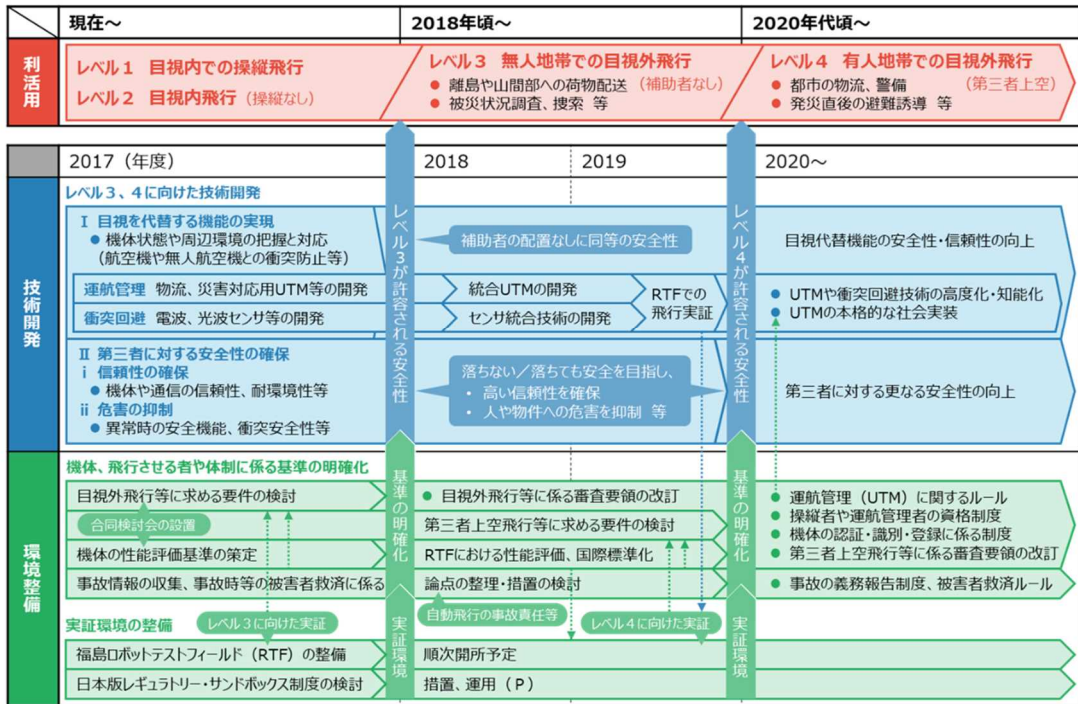 現在~
2018年頃~
2020年代頃~
利活用
レベル1 目視内での操縦飛行
レベル2 目視内飛行(操縦なし)
レベル3 無人地帯での目視外飛行
● 離島や山間部への荷物配送 (補助者なし)
● 被災状況調査、捜索 等
レベル4 有人地帯での目視外飛行
● 都市の物流、警備 (第三者上空)
● 発災直後の避難誘導 等
2017(年度)
2018
2019
2020~
技術開発
レベル3、4に向けた技術開発
Ⅰ 目視を代替する機能の実現
● 機体状態や周辺環境の把握と対応
(航空機や無人航空機との衝突防止等)
補助者の配置なしに同等の安全性
目視代替機能の安全性・信頼性の向上
運航管理 物流、災害対応用UTM等の開発
統合UTMの開発
衝突回避 電波、光波センサ等の開発
センサ統合技術の開発
RTFでの
飛行実証
● UTMや衝突回避技術の高度化・知能化
● UTMの本格的な社会実装
Ⅱ 第三者に対する安全性の確保
ⅰ 信頼性の確保
● 機体や通信の信頼性、耐環境性等
ⅱ 危害の抑制
● 異常時の安全機能、衝突安全性等
落ちない/落ちても安全を目指し、
・ 高い信頼性を確保
・ 人や物件への危害を抑制 等
第三者に対する更なる安全性の向上
レベル3が許容される安全性
レベル4が許容される安全性
環境整備
機体、飛行させる者や体制に係る基準の明確化
目視外飛行等に求める要件の検討
合同検討会の設置
機体の性能評価基準の策定
事故情報の収集、事故時等の被害者救済に係る
● 目視外飛行等に係る審査要領の改訂
第三者上空飛行等に求める要件の検討
RTFにおける性能評価、国際標準化
論点の整理・措置の検討
自動飛行の事故責任等
● 運航管理(UTM)に関するルール
● 操縦者や運航管理者の資格制度
● 機体の認証・識別・登録に係る制度
● 第三者上空飛行等に係る審査要領の改訂
● 事故の義務報告制度、被害者救済ルール
基準の明確化
基準の明確化
実証環境の整備
レベル3に向けた実証
レベル4に向けた実証
福島ロボットテストフィールド(RTF)の整備
順次開所予定
日本版レギュラトリー・サンドボックス制度の検討
措置、運用(P)
実証環境
実証環境